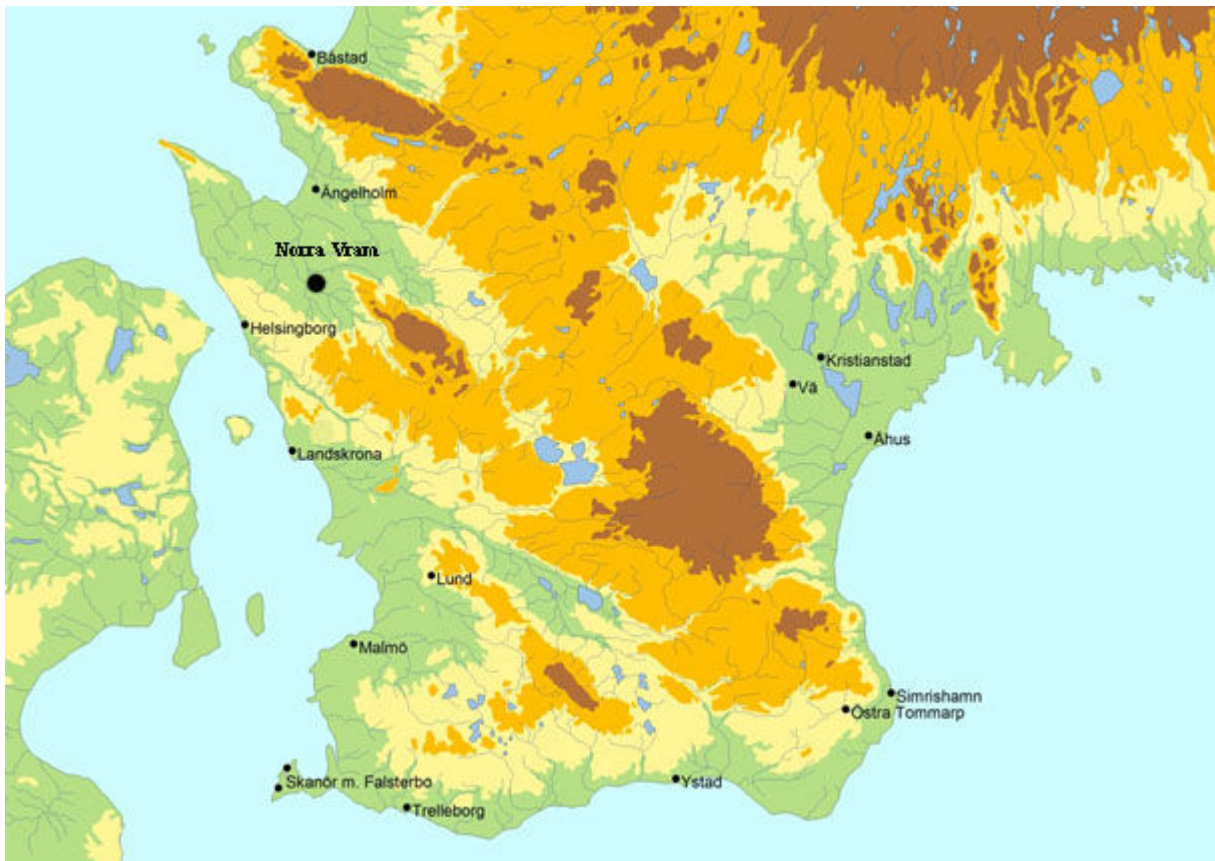 Båstad
Ängelholm
Norra Vram
Helsingborg
Kristianstad
Vä
Åhus
Landskrona
Lund
Malmö
Simrishamn
Östra Tommarp
Skanör m. Falsterbo
Ystad
Trelleborg